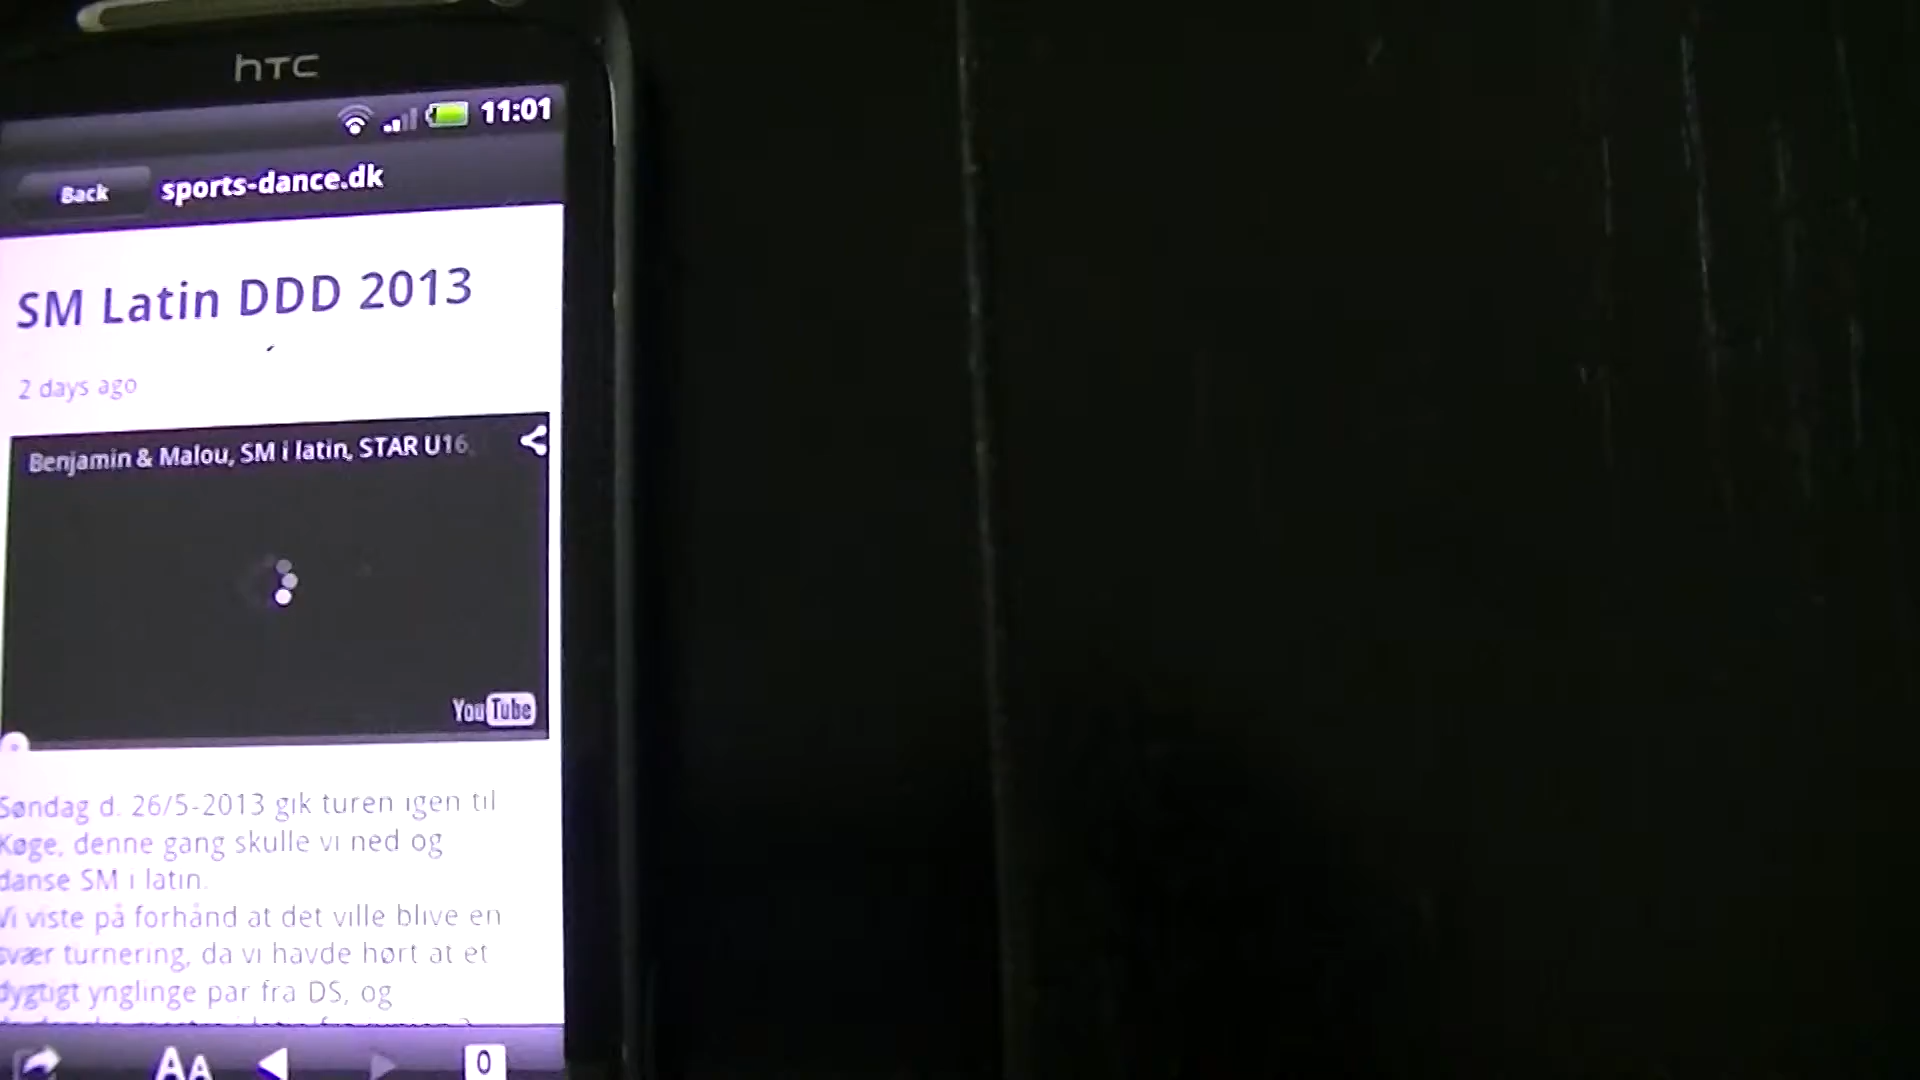 hTC
11:01
Back
sports-dance.dk
SM Latin DDD 2013
2 days ago
Benjamin & Malou, SM i latin, STAR U16
YouTube
Søndag d. 26/5-2013 gik turen igen til
Køge, denne gang skulle vi ned og
danse SM i latin.
Vi viste på forhånd at det ville blive en
svær turnering, da vi havde hørt at et
dygtigt ynglinge par fra DS, og
AA
0